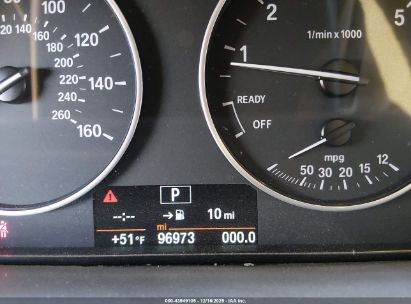 100
20 140
160
120
180
200
220
140
240
260
160
2
5
1/min x 1000
1
READY
OFF
mpg
50 30 20 15 12
P
--:-- 10 mi
mi
+51°F 96973 000.0